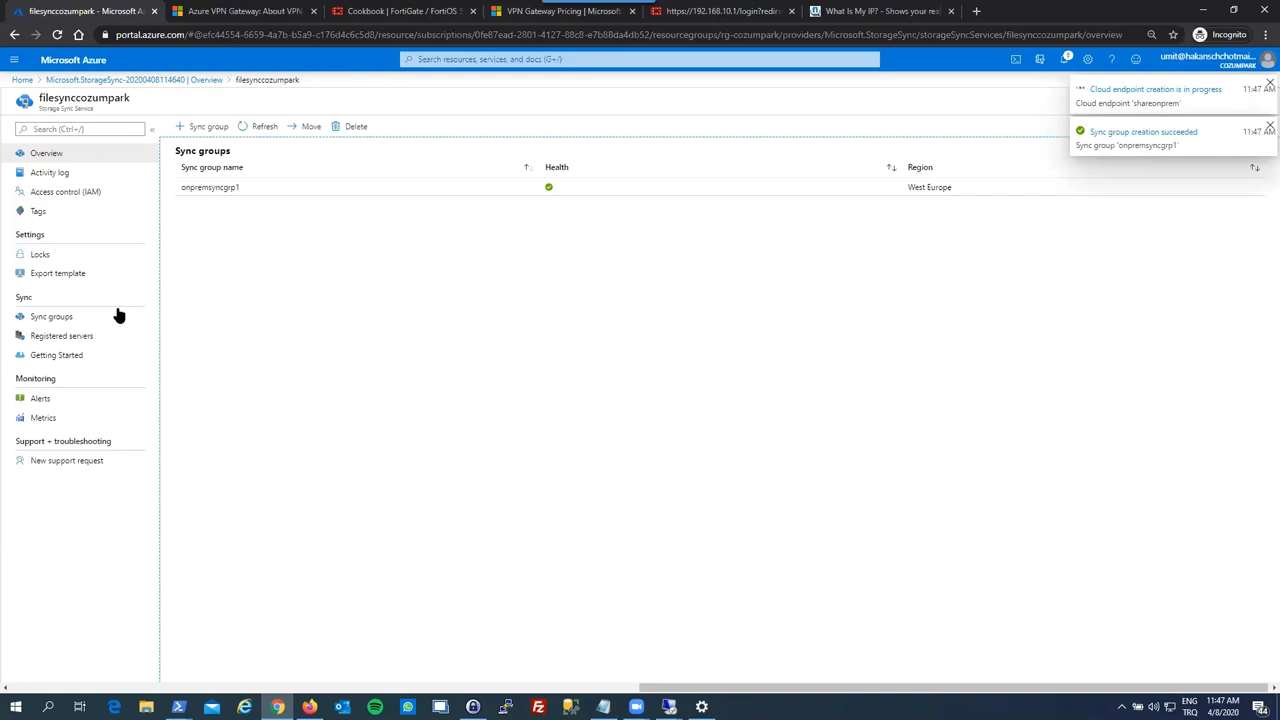 filesynccozumpark - Microsoft Az
Azure VPN Gateway: About VPN
Cookbook | FortiGate / FortiOS 5
VPN Gateway Pricing | Microsoft
https://192.168.10.1/login?redire
What Is My IP? - Shows your real
portal.azure.com/#@efc44554-6659-4a7b-b5a9-c176d4c6c5d8/resource/subscriptions/0fe87ead-2801-4127-88c8-e7b88da4db52/resourcegroups/rg-cozumpark/providers/Microsoft.StorageSync/storageSyncServices/filesynccozumpark/overview
Incognito
Microsoft Azure
Search resources, services, and docs (G+/)
umit@hakanschchotmai...
COZUMPARK
Home > Microsoft.StorageSync-20200408114640 | Overview > filesynccozumpark
filesynccozumpark
Storage Sync Service
Cloud endpoint creation is in progress 11:47 AM
Cloud endpoint 'shareonprem'
Sync group creation succeeded 11:47 AM
Sync group 'onpremsyncgrp1'
Search (Ctrl+/)
Sync group
Refresh
Move
Delete
Overview
Activity log
Access control (IAM)
Tags
Settings
Locks
Export template
Sync
Sync groups
Registered servers
Getting Started
Monitoring
Alerts
Metrics
Support + troubleshooting
New support request
Sync groups
Sync group name Health Region
onpremsyncgrp1 West Europe
ENG 11:47 AM
TRQ 4/8/2020